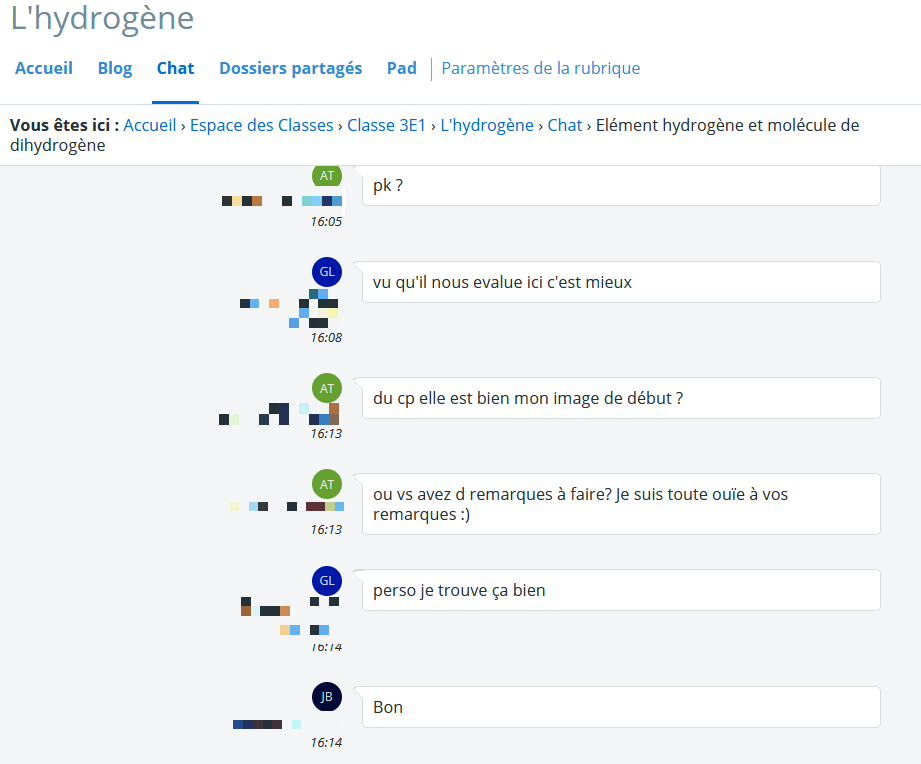 L'hydrogène
Accueil Blog Chat Dossiers partagés Pad Paramètres de la rubrique
Vous êtes ici : Accueil › Espace des Classes › Classe 3E1 › L'hydrogène › Chat › Elément hydrogène et molécule de
dihydrogène
AT
pk ?
16:05
GL
vu qu'il nous evalue ici c'est mieux
16:08
AT
du cp elle est bien mon image de début ?
16:13
AT
ou vs avez d remarques à faire? Je suis toute ouïe à vos
remarques :)
16:13
GL
perso je trouve ça bien
16:14
JB
Bon
16:14